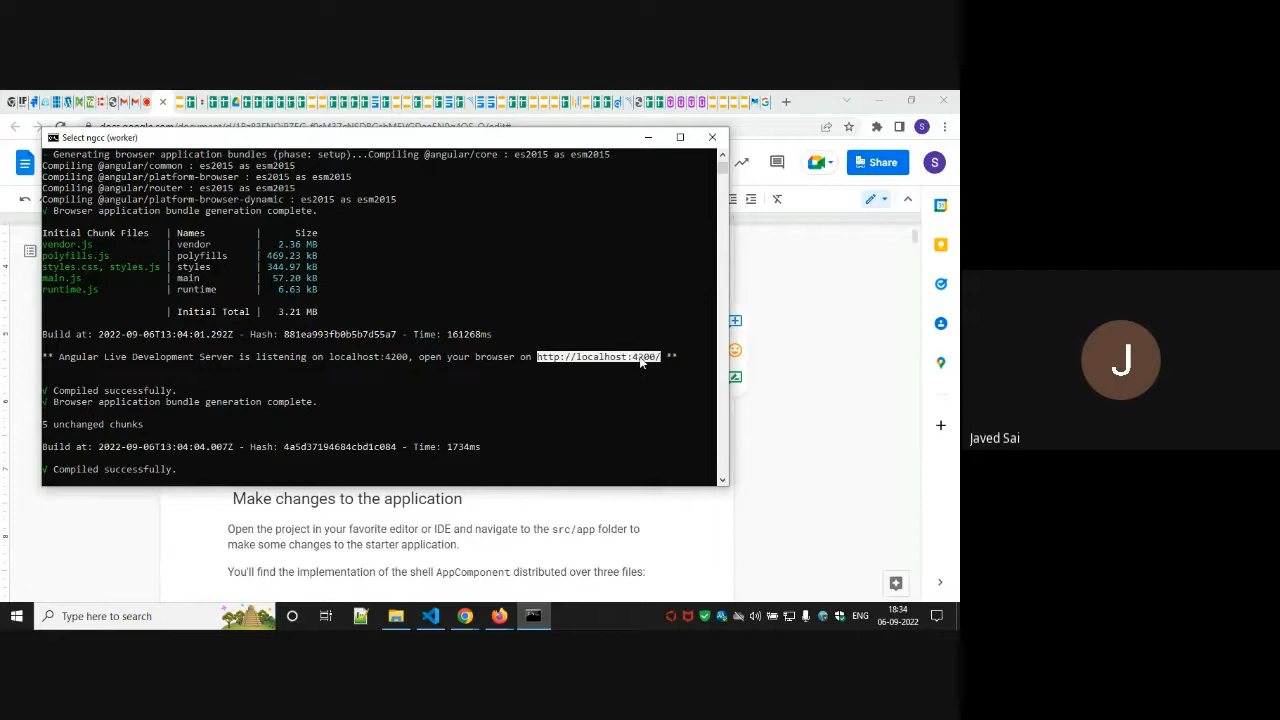 Select ngcc (worker)
- Generating browser application bundles (phase: setup)...Compiling @angular/core : es2015 as esm2015
Compiling @angular/common : es2015 as esm2015
Compiling @angular/platform-browser : es2015 as esm2015
Compiling @angular/router : es2015 as esm2015
Compiling @angular/platform-browser-dynamic : es2015 as esm2015
√ Browser application bundle generation complete.
Initial Chunk Files | Names | Size
vendor.js | vendor | 2.36 MB
polyfills.js | polyfills | 469.23 kB
styles.css, styles.js | styles | 344.97 kB
main.js | main | 57.20 kB
runtime.js | runtime | 6.63 kB
| Initial Total | 3.21 MB
Build at: 2022-09-06T13:04:01.292Z - Hash: 881ea993fb0b5b7d55a7 - Time: 161268ms
** Angular Live Development Server is listening on localhost:4200, open your browser on http://localhost:4200/ **
√ Compiled successfully.
√ Browser application bundle generation complete.
5 unchanged chunks
Build at: 2022-09-06T13:04:04.007Z - Hash: 4a5d37194684cbd1c084 - Time: 1734ms
√ Compiled successfully.
Share
S
Make changes to the application
Open the project in your favorite editor or IDE and navigate to the src/app folder to
make some changes to the starter application.
You'll find the implementation of the shell AppComponent distributed over three files:
Type here to search
ENG
18:34
06-09-2022
J
Javed Sai